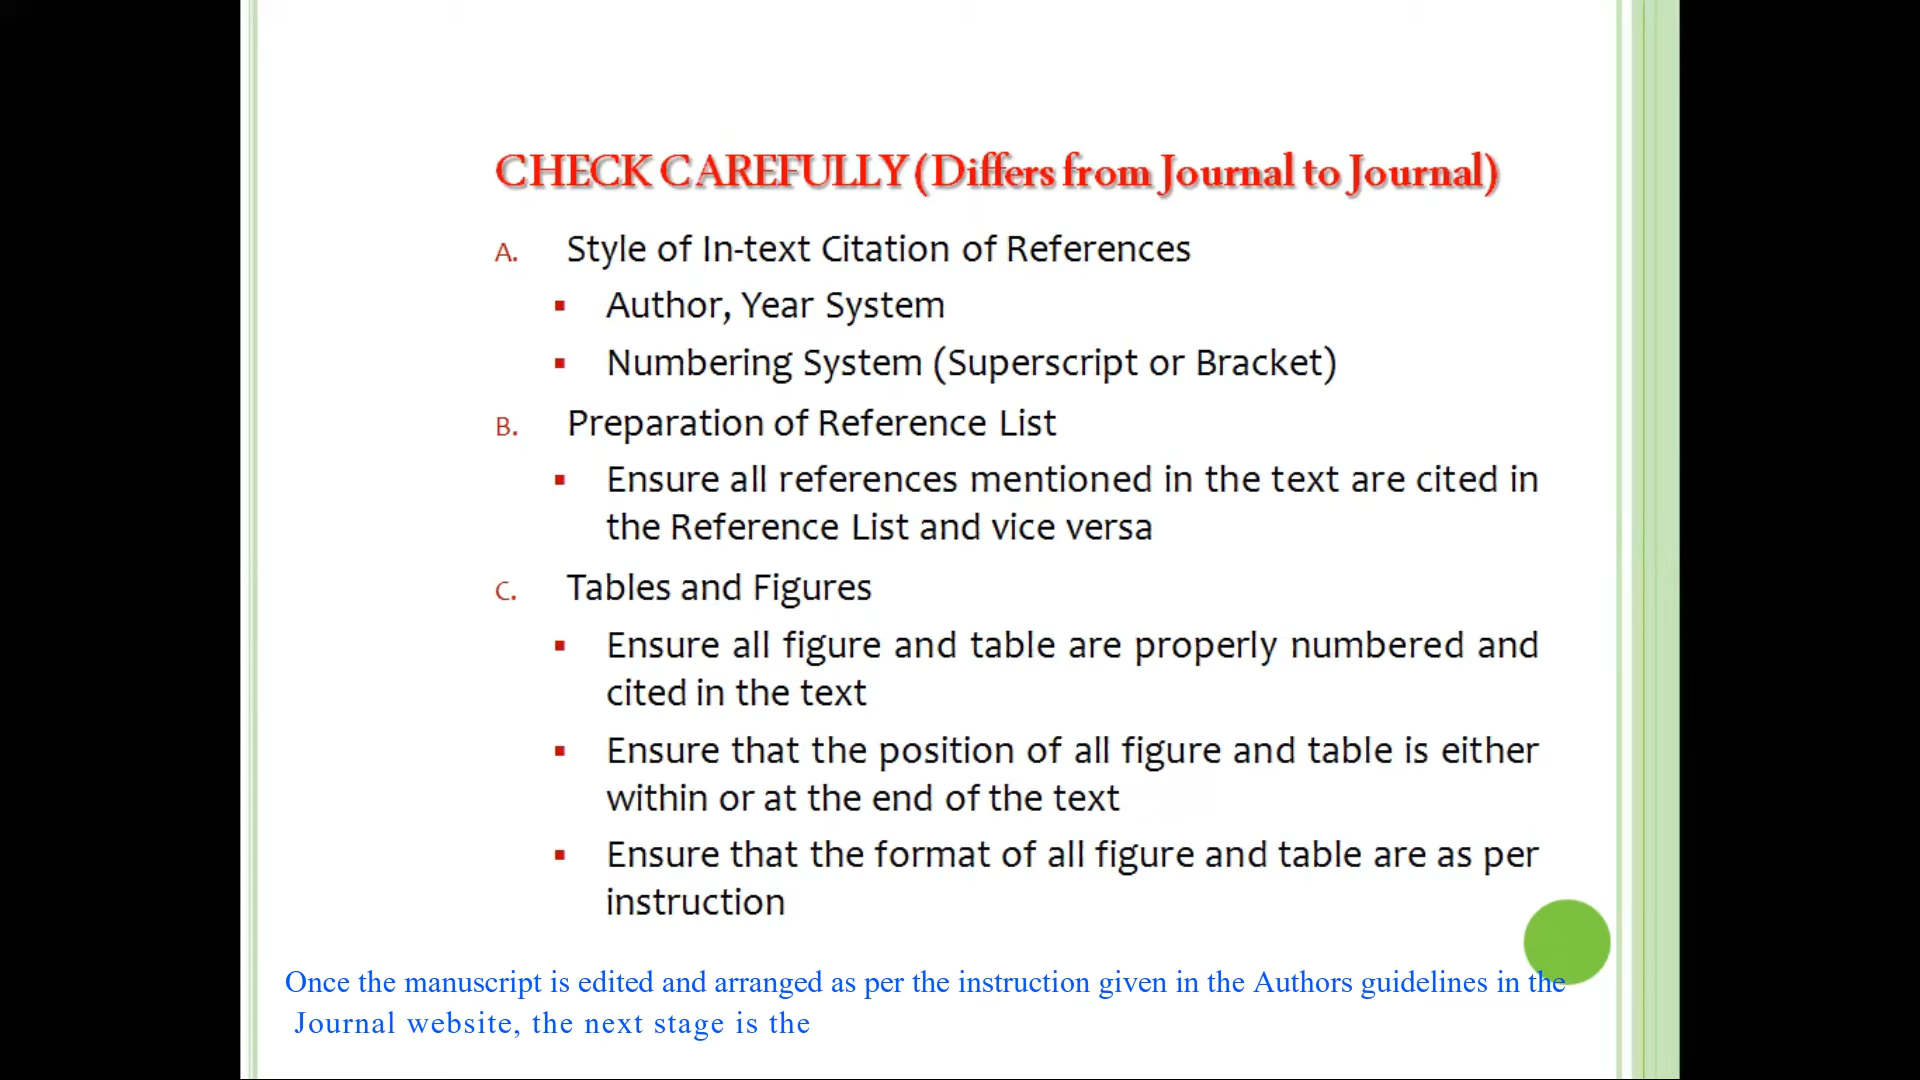 CHECK CAREFULLY (Differs from Journal to Journal)
A. Style of In-text Citation of References
▪ Author, Year System
▪ Numbering System (Superscript or Bracket)
B. Preparation of Reference List
▪ Ensure all references mentioned in the text are cited in
the Reference List and vice versa
C. Tables and Figures
▪ Ensure all figure and table are properly numbered and
cited in the text
▪ Ensure that the position of all figure and table is either
within or at the end of the text
▪ Ensure that the format of all figure and table are as per
instruction
Once the manuscript is edited and arranged as per the instruction given in the Authors guidelines in the
Journal website, the next stage is the